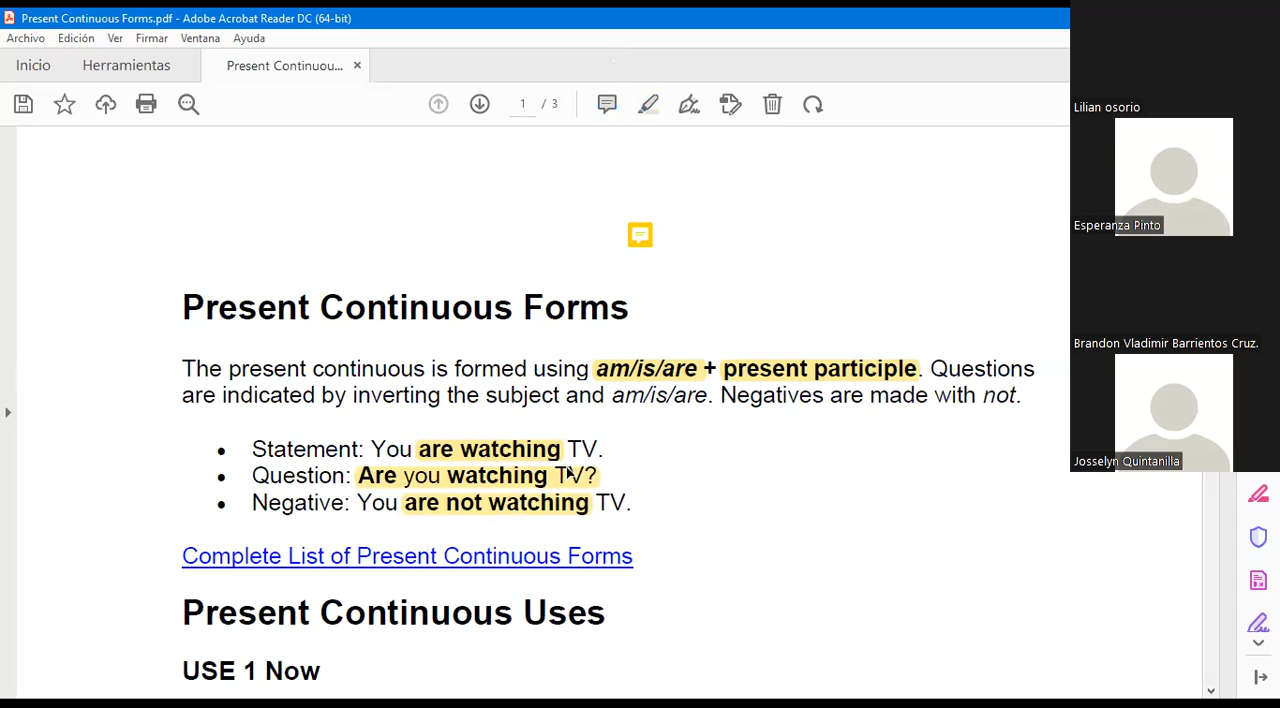 Present Continuous Forms.pdf - Adobe Acrobat Reader DC (64-bit)
Archivo Edición Ver Firmar Ventana Ayuda
Inicio Herramientas Present Continuou... ×
1 / 3
Present Continuous Forms
The present continuous is formed using am/is/are + present participle. Questions
are indicated by inverting the subject and am/is/are. Negatives are made with not.
• Statement: You are watching TV.
• Question: Are you watching TV?
• Negative: You are not watching TV.
Complete List of Present Continuous Forms
Present Continuous Uses
USE 1 Now
Lilian osorio
Esperanza Pinto
Brandon Vladimir Barrientos Cruz.
Josselyn Quintanilla